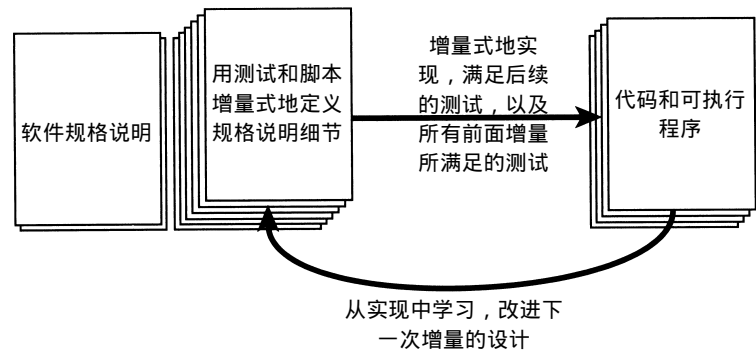 软件规格说明
用测试和脚本
增量式地定义
规格说明细节
增量式地实
现，满足后续
的测试，以及
所有前面增量
所满足的测试
代码和可执行
程序
从实现中学习，改进下
一次增量的设计